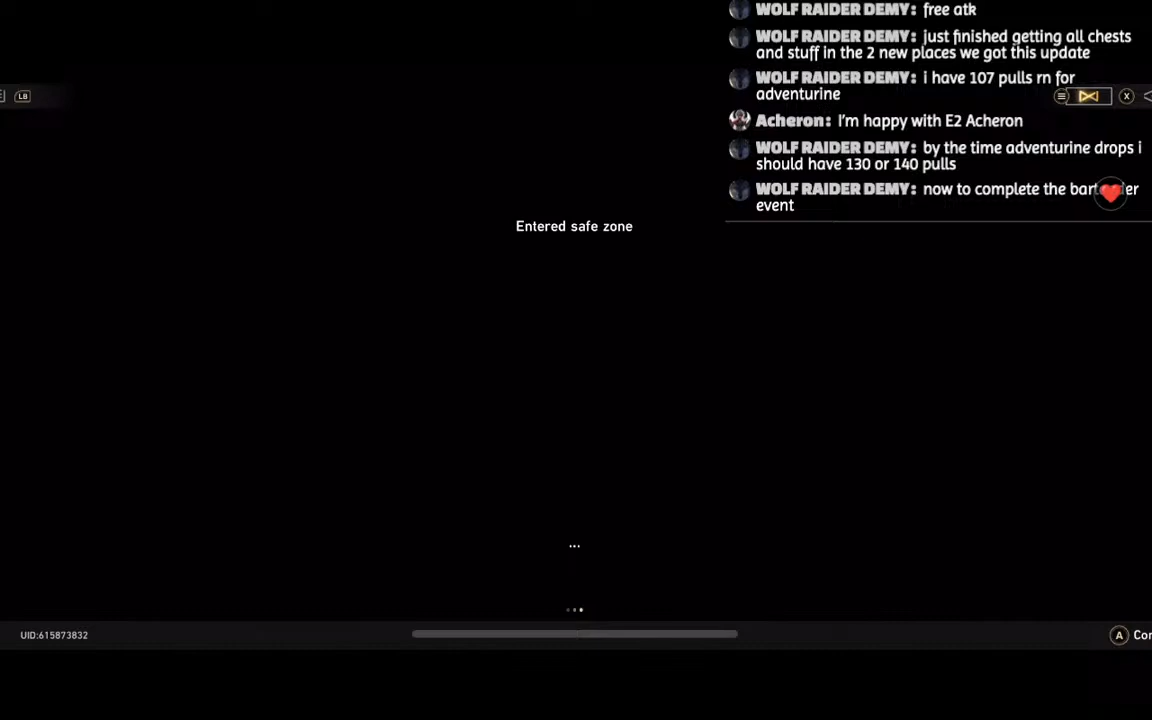 WOLF RAIDER DEMY: free atk
WOLF RAIDER DEMY: just finished getting all chests
and stuff in the 2 new places we got this update
WOLF RAIDER DEMY: i have 107 pulls rn for
adventurine
LB
X
Acheron: I'm happy with E2 Acheron
WOLF RAIDER DEMY: by the time adventurine drops i
should have 130 or 140 pulls
WOLF RAIDER DEMY: now to complete the
event
Entered safe zone
...
UID:615873832
A